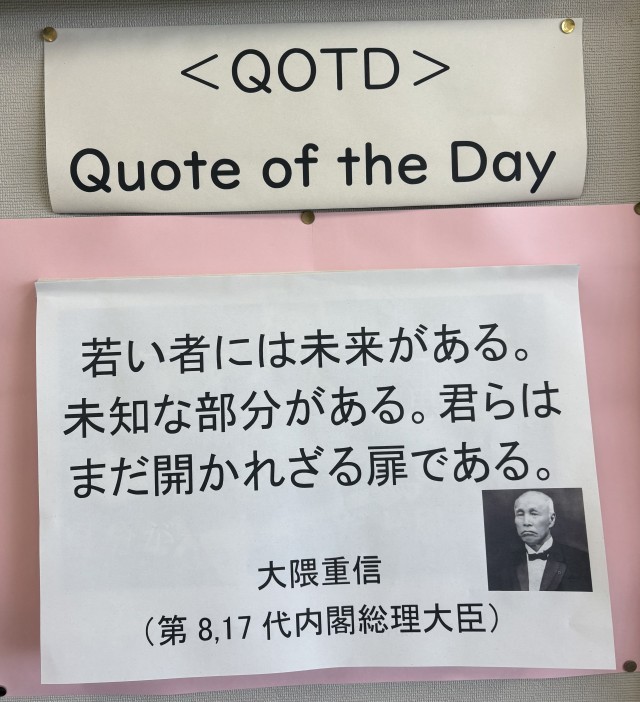 ＜QOTD＞
Quote of the Day
若い者には未来がある。
未知な部分がある。君らは
まだ開かれざる扉である。
大隈重信
（第 8,17 代内閣総理大臣）